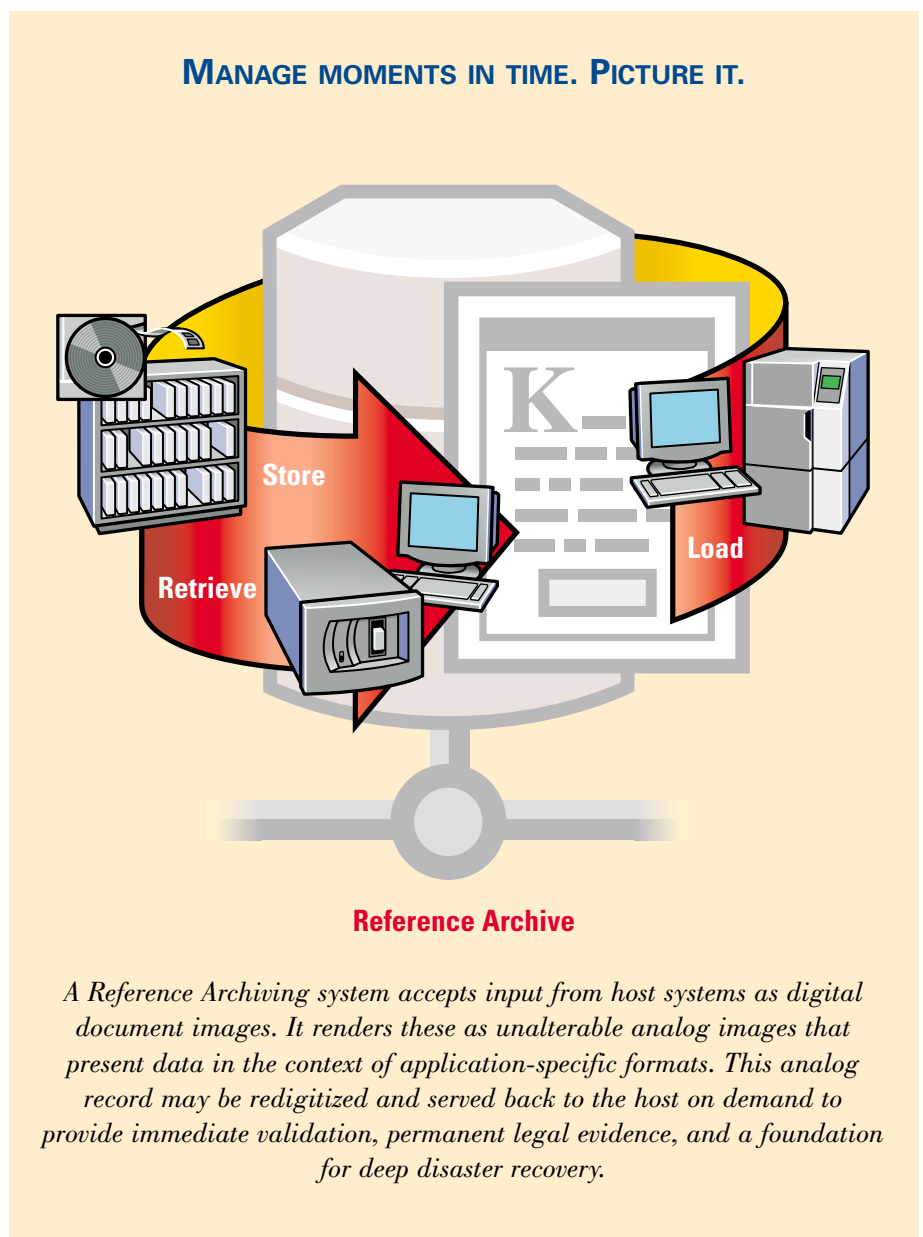 MANAGE MOMENTS IN TIME. PICTURE IT.
K
Store
Load
Retrieve
Reference Archive
A Reference Archiving system accepts input from host systems as digital
document images. It renders these as unalterable analog images that
present data in the context of application-specific formats. This analog
record may be redigitized and served back to the host on demand to
provide immediate validation, permanent legal evidence, and a foundation
for deep disaster recovery.